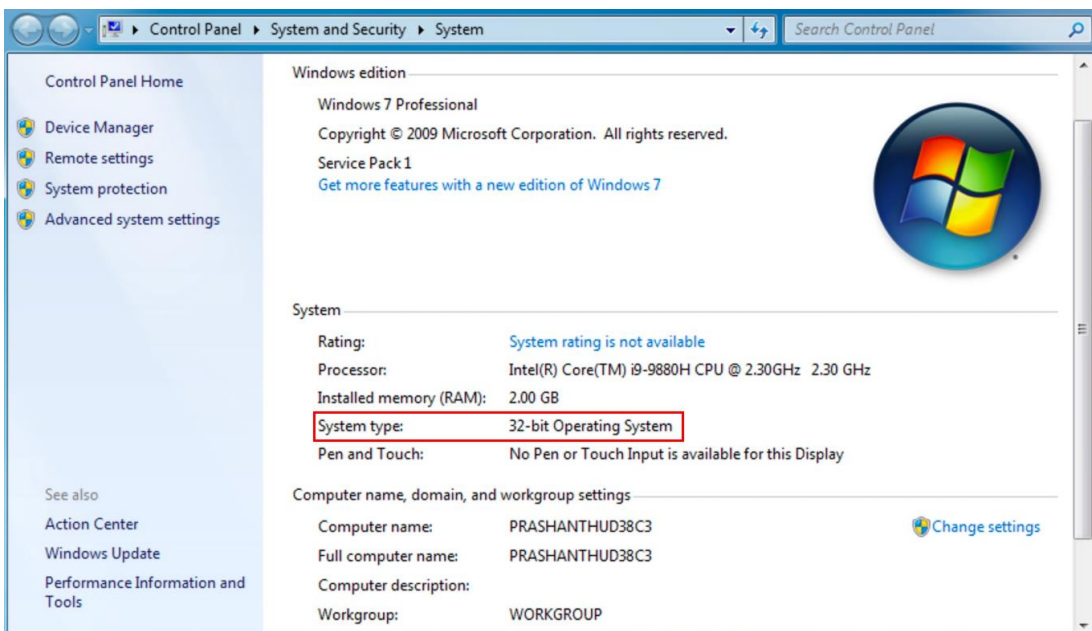 Control Panel System and Security System
Search Control Panel
Control Panel Home
Device Manager
Remote settings
System protection
Advanced system settings
See also
Action Center
Windows Update
Performance Information and
Tools
Windows edition
Windows 7 Professional
Copyright © 2009 Microsoft Corporation. All rights reserved.
Service Pack 1
Get more features with a new edition of Windows 7
System
Rating: System rating is not available
Processor: Intel(R) Core(TM) i9-9880H CPU @ 2.30GHz 2.30 GHz
Installed memory (RAM): 2.00 GB
System type: 32-bit Operating System
Pen and Touch: No Pen or Touch Input is available for this Display
Computer name, domain, and workgroup settings
Computer name: PRASHANTHUD38C3
Change settings
Full computer name: PRASHANTHUD38C3
Computer description:
Workgroup: WORKGROUP